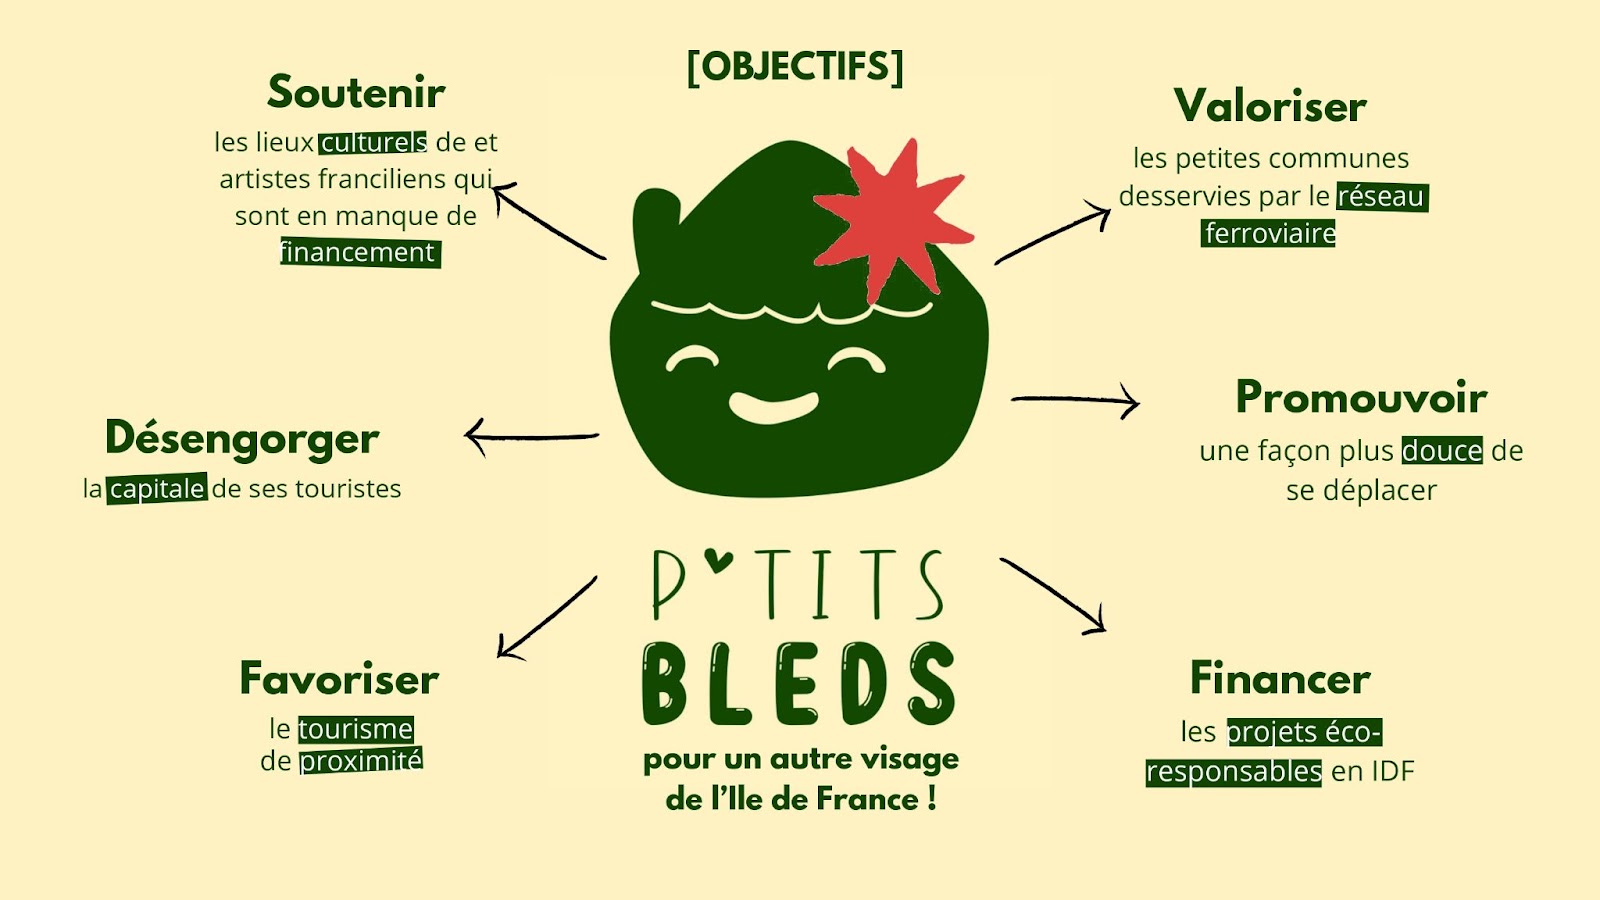 [OBJECTIFS]
Soutenir
les lieux culturels de et
artistes franciliens qui
sont en manque de
financement
Valoriser
les petites communes
desservies par le réseau
ferroviaire
Désengorger
la capitale de ses touristes
Promouvoir
une façon plus douce de
se déplacer
Favoriser
le tourisme
de proximité
Financer
les projets éco-
responsables en IDF
P'TITS
BLEDS
pour un autre visage
de l'Ile de France !